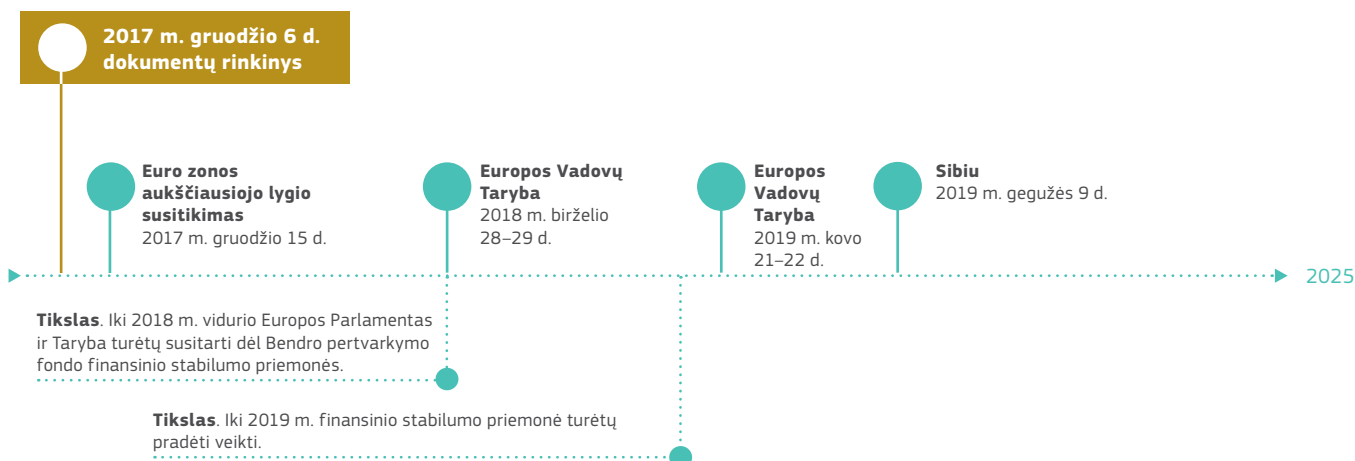 2017 m. gruodžio 6 d.
dokumentų rinkinys
Euro zonos
aukščiausiojo lygio
susitikimas
2017 m. gruodžio 15 d.
Europos Vadovų
Taryba
2018 m. birželio
28–29 d.
Europos
Vadovų
Taryba
2019 m. kovo
21–22 d.
Sibiu
2019 m. gegužės 9 d.
2025
Tikslas. Iki 2018 m. vidurio Europos Parlamentas
ir Taryba turėtų susitarti dėl Bendro pertvarkymo
fondo finansinio stabilumo priemonės.
Tikslas. Iki 2019 m. finansinio stabilumo priemonė turėtų
pradėti veikti.